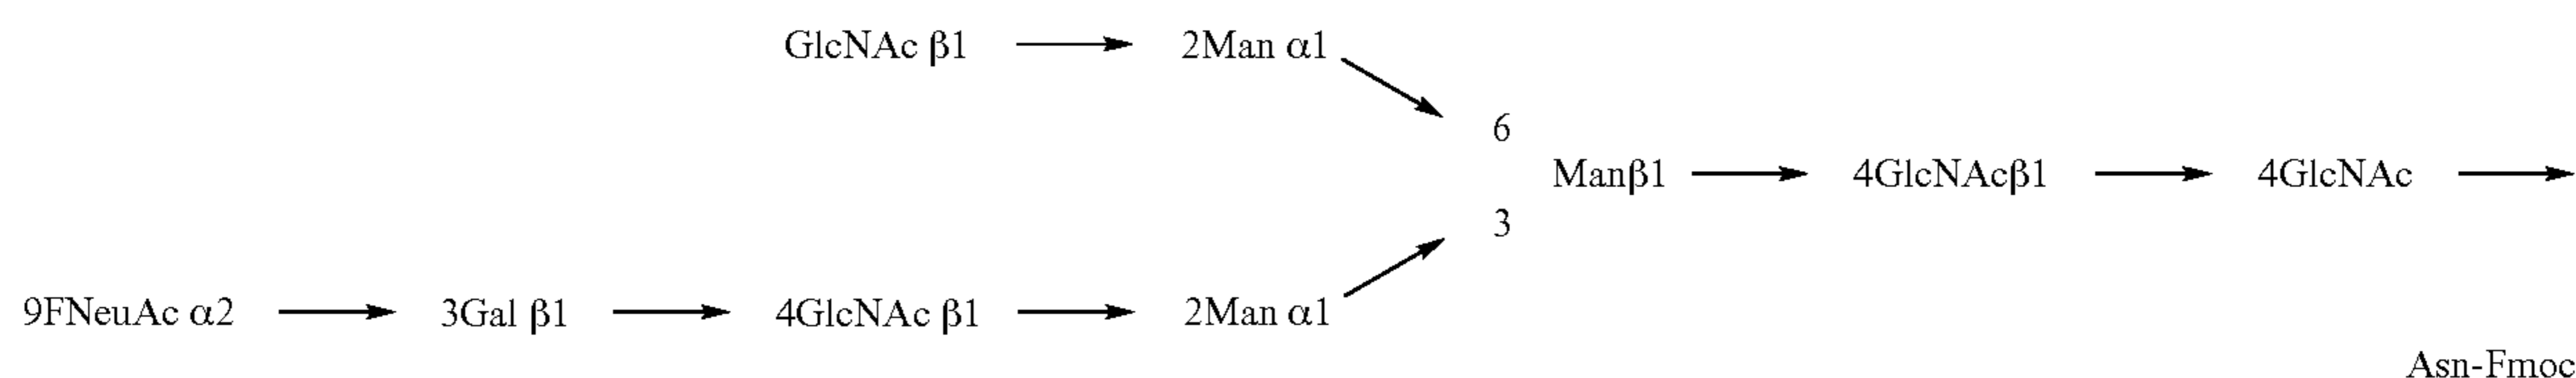 GlcNAc β1 2Man α1
6
Manβ1 4GlcNAcβ1 4GlcNAc
3
9FNeuAc α2 3Gal β1 4GlcNAc β1 2Man α1
Asn-Fmoc